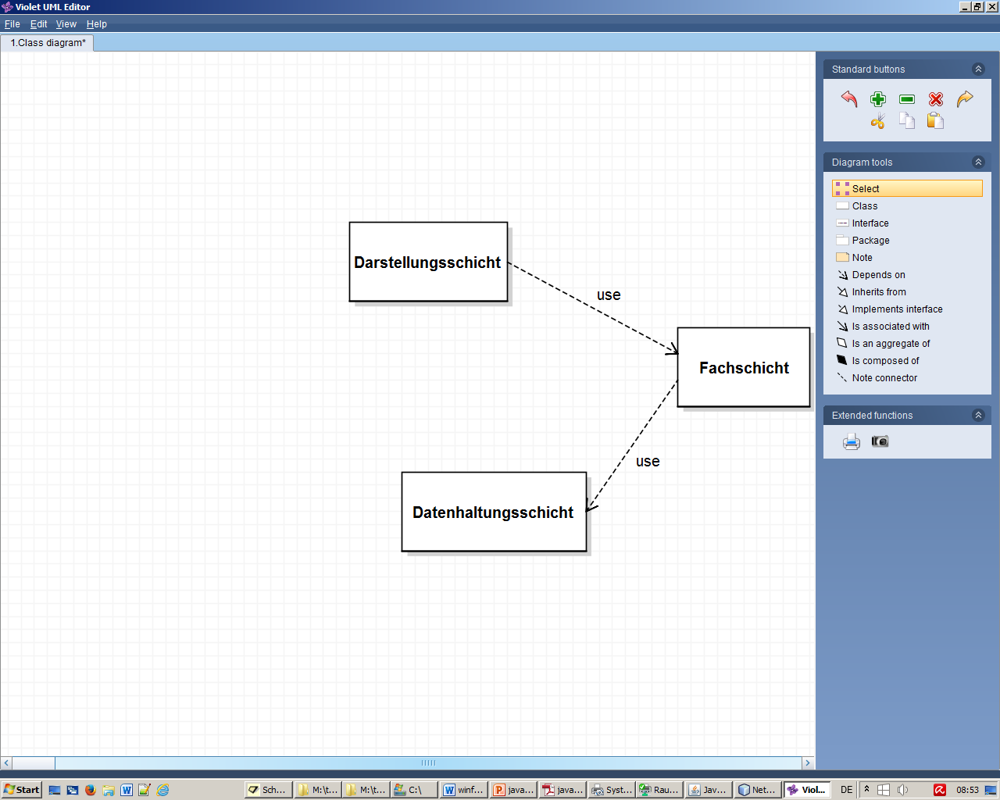 Violet UML Editor
File Edit View Help
1.Class diagram*
Standard buttons
Diagram tools
Select
Class
Interface
Package
Note
Depends on
Inherits from
Implements interface
Is associated with
Is an aggregate of
Is composed of
Note connector
Extended functions
Darstellungsschicht
use
Fachschicht
use
Datenhaltungsschicht
Start Sch... M:\t... M:\t... C:\ winf... java... java... Syst... Rau... Jav... Net... Viol... DE 08:53